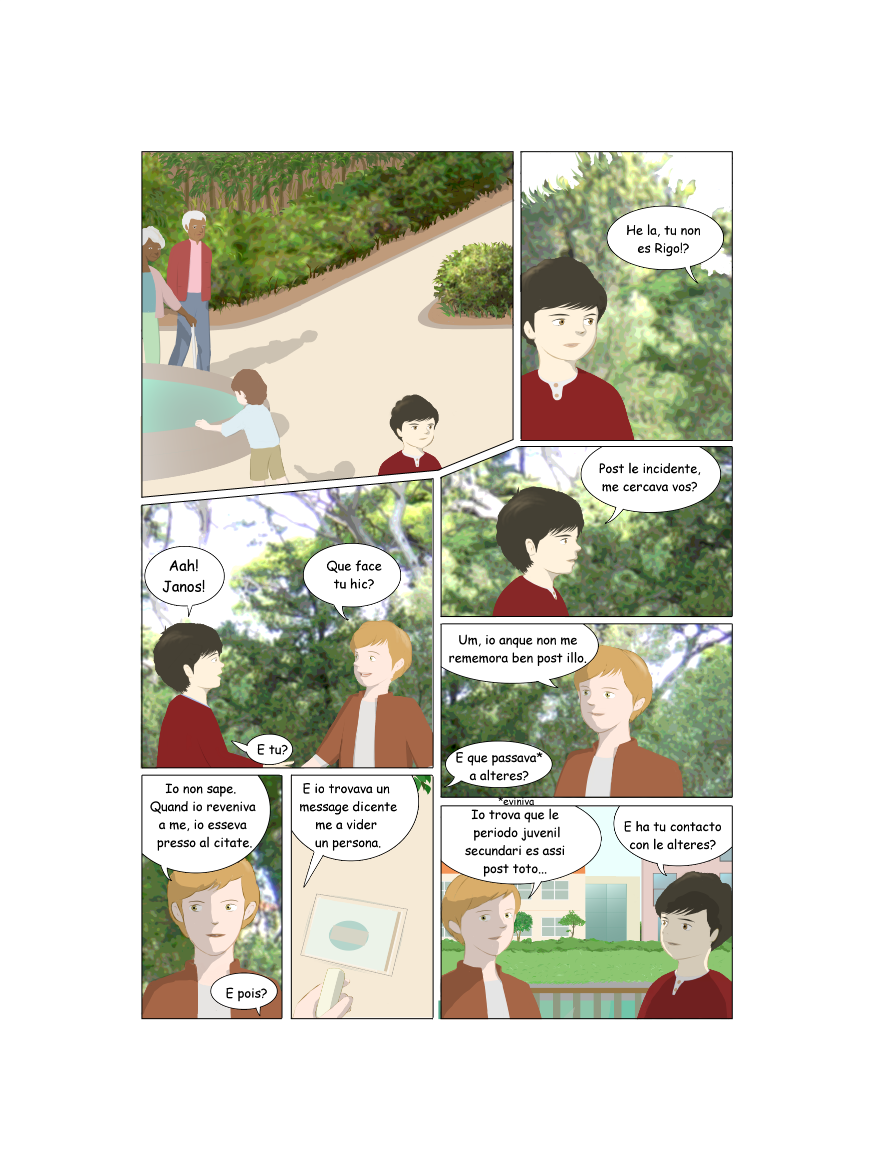 He la, tu non
es Rigo!?
Aah!
Janos!
Que face
tu hic?
E tu?
Post le incidente,
me cercava vos?
Um, io anque non me
rememora ben post illo.
E que passava*
a alteres?
*eviniva
Io non sape.
Quando io reveniva
a me, io esseva
presso al citate.
E pois?
E io trovava un
message dicente
me a vider
un persona.
Io trova que le
periodo juvenil
secundari es assi
post toto...
E ha tu contacto
con le alteres?